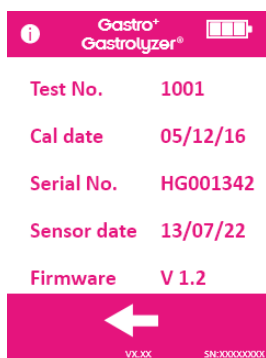 i Gastro+
Gastrolyzer®
Test No. 1001
Cal date 05/12/16
Serial No. HG001342
Sensor date 13/07/22
Firmware V 1.2
VX.XX SN:XXXXXXXX